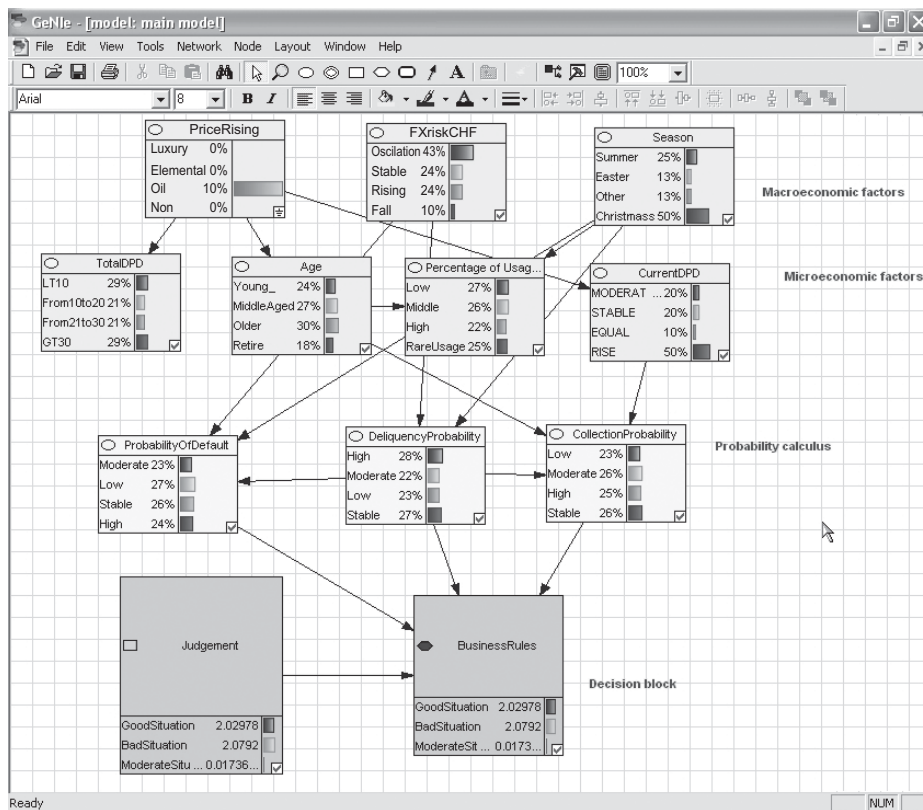 GeNIe - [model: main model]
File Edit View Tools Network Node Layout Window Help
100%
Arial 8 B I A
PriceRising
Luxury 0%
Elemental 0%
Oil 10%
Non 0%
FXriskCHF
Oscilation 43%
Stable 24%
Rising 24%
Fall 10%
Season
Summer 25%
Easter 13%
Other 13%
Christmass 50%
Macroeconomic factors
TotalDPD
LT10 29%
From10to20 21%
From21to30 21%
GT30 29%
Age
Young_ 24%
MiddleAged 27%
Older 30%
Retire 18%
Percentage of Usag...
Low 27%
Middle 26%
High 22%
RareUsage 25%
CurrentDPD
MODERAT ... 20%
STABLE 20%
EQUAL 10%
RISE 50%
Microeconomic factors
ProbabilityOfDefault
Moderate 23%
Low 27%
Stable 26%
High 24%
DeliquencyProbability
High 28%
Moderate 22%
Low 23%
Stable 27%
CollectionProbability
Low 23%
Moderate 26%
High 25%
Stable 26%
Probability calculus
Judgement
GoodSituation 2.02978
BadSituation 2.0792
ModerateSitu ... 0.01736...
BusinessRules
GoodSituation 2.02978
BadSituation 2.0792
ModerateSit ... 0.0173...
Decision block
Ready
NUM